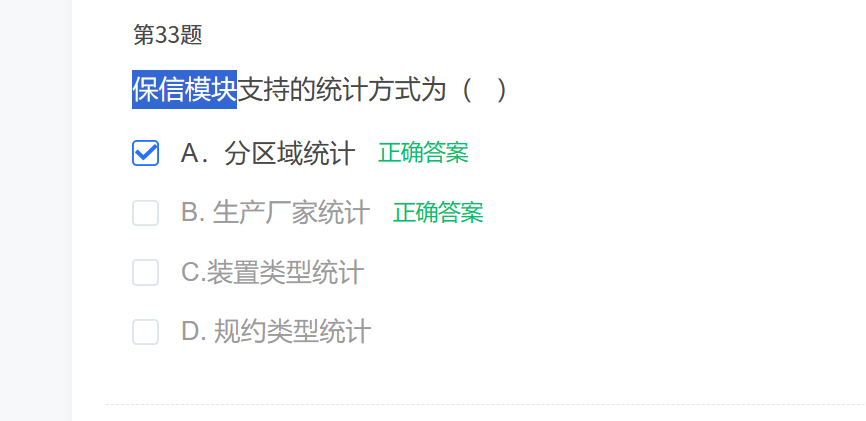 第33题
保信模块支持的统计方式为（　）
A．分区域统计 正确答案
B. 生产厂家统计 正确答案
C.装置类型统计
D. 规约类型统计